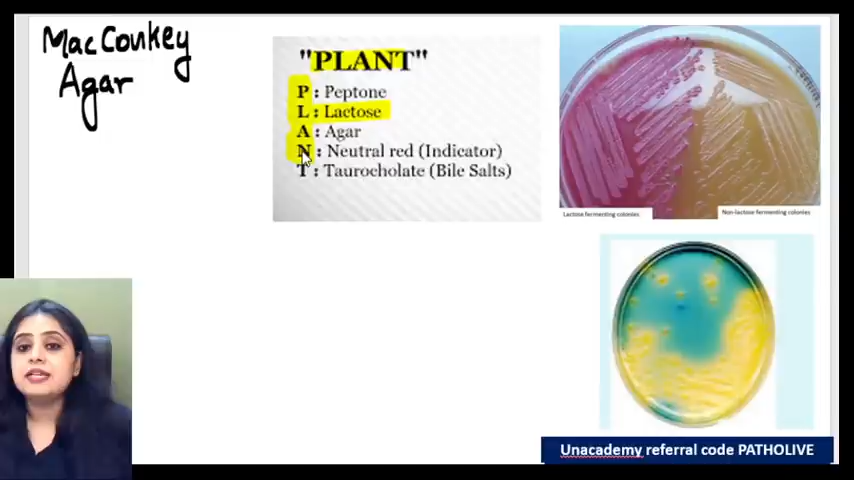 MacConkey
Agar
"PLANT"
P : Peptone
L : Lactose
A : Agar
N : Neutral red (Indicator)
T : Taurocholate (Bile Salts)
Lactose fermenting colonies
Non-lactose fermenting colonies
Unacademy referral code PATHOLIVE